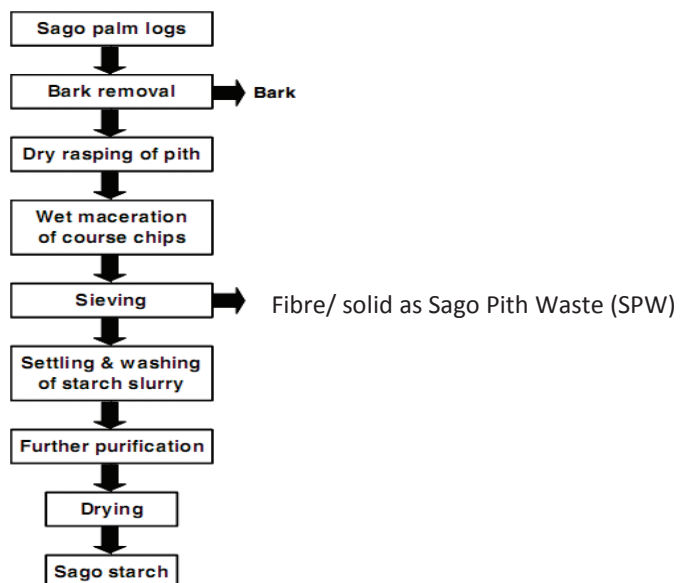 Sago palm logs
Bark removal
Bark
Dry rasping of pith
Wet maceration
of course chips
Sieving
Fibre/ solid as Sago Pith Waste (SPW)
Settling & washing
of starch slurry
Further purification
Drying
Sago starch